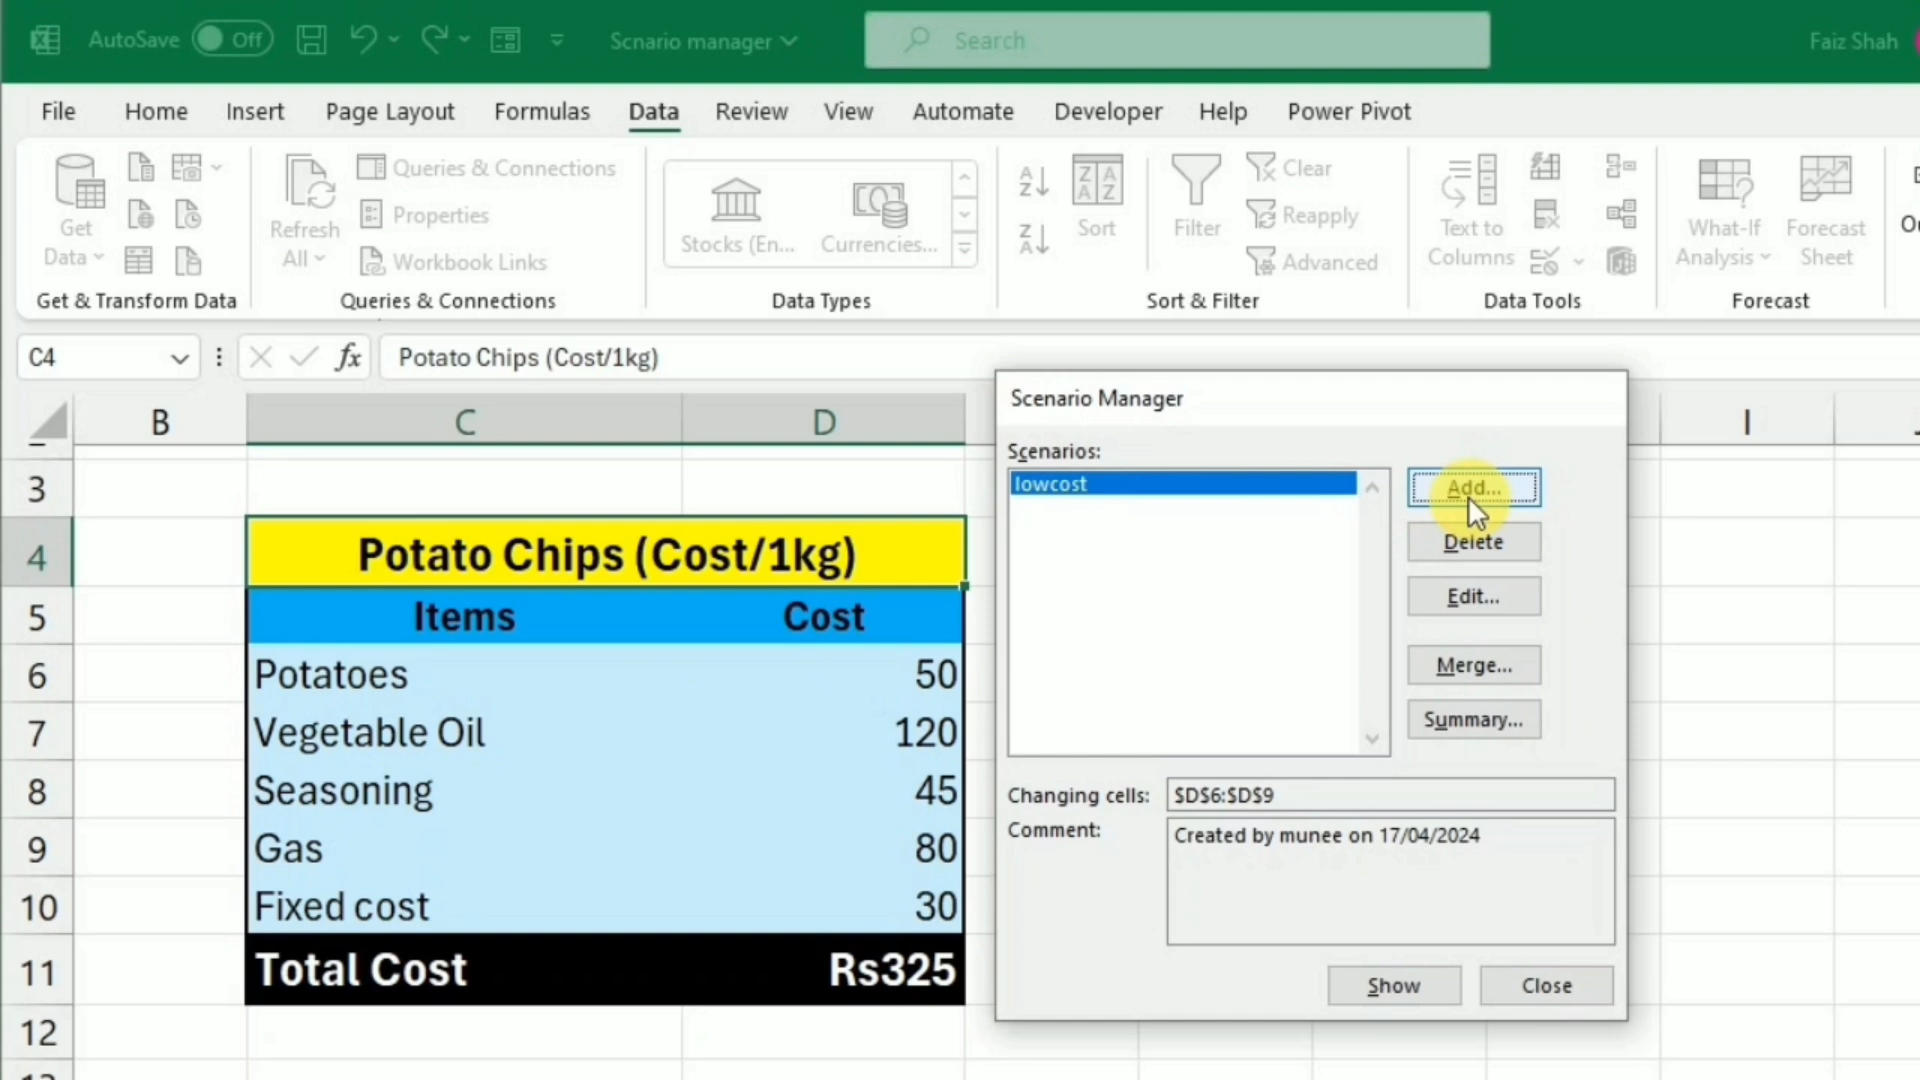 AutoSave Off Scnario manager Search Faiz Shah
File Home Insert Page Layout Formulas Data Review View Automate Developer Help Power Pivot
Get Data
Refresh All
Queries & Connections
Properties
Workbook Links
Stocks (En... Currencies...
Sort
Filter
Clear
Reapply
Advanced
Text to Columns
What-If Analysis
Forecast Sheet
Get & Transform Data Queries & Connections Data Types Sort & Filter Data Tools Forecast
C4 fx Potato Chips (Cost/1kg)
B C D I
3
4 Potato Chips (Cost/1kg)
5 Items Cost
6 Potatoes 50
7 Vegetable Oil 120
8 Seasoning 45
9 Gas 80
10 Fixed cost 30
11 Total Cost Rs325
12
Scenario Manager
Scenarios:
lowcost
Add...
Delete
Edit...
Merge...
Summary...
Changing cells: $D$6:$D$9
Comment: Created by munee on 17/04/2024
Show Close